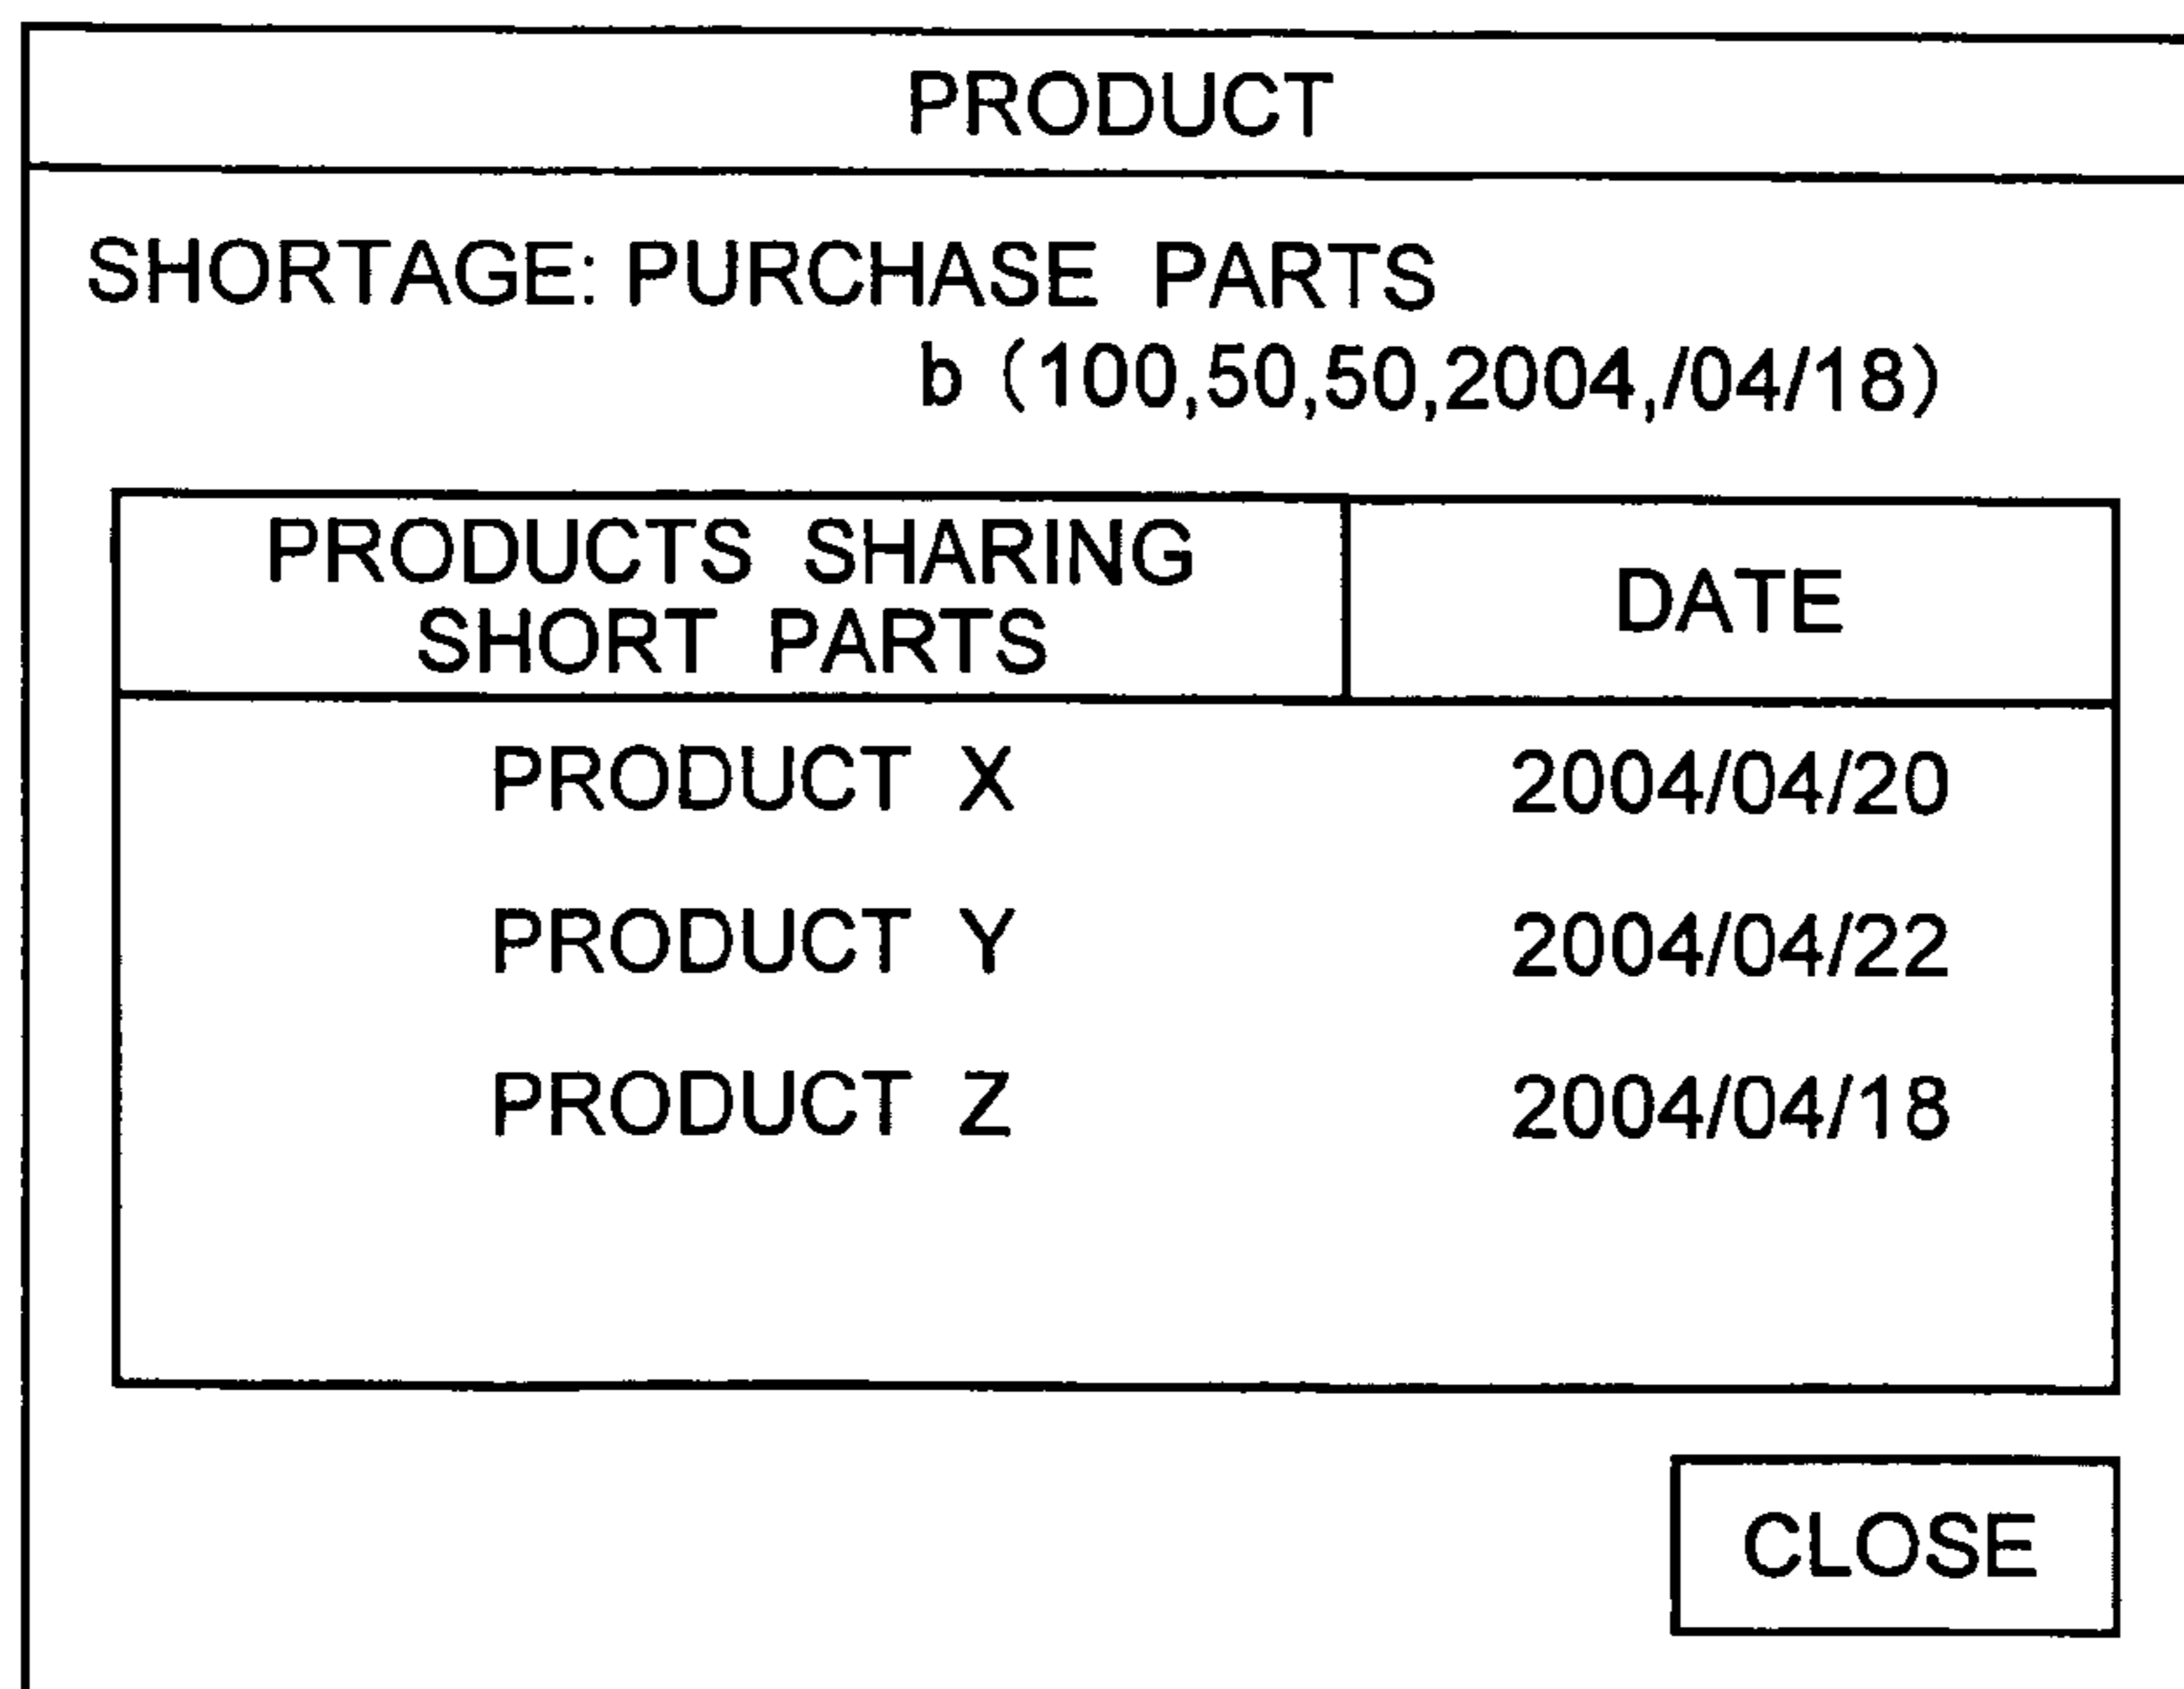 PRODUCT
SHORTAGE: PURCHASE PARTS
b (100,50,50,2004,/04/18)
PRODUCTS SHARING
SHORT PARTS
DATE
PRODUCT X 2004/04/20
PRODUCT Y 2004/04/22
PRODUCT Z 2004/04/18
CLOSE